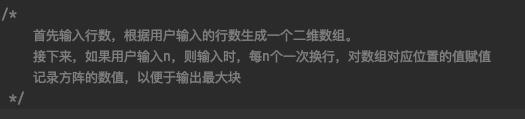 /*
首先输入行数，根据用户输入的行数生成一个二维数组。
接下来，如果用户输入n，则输入时，每n个一次换行，对数组对应位置的值赋值
记录方阵的数值，以便于输出最大块
*/